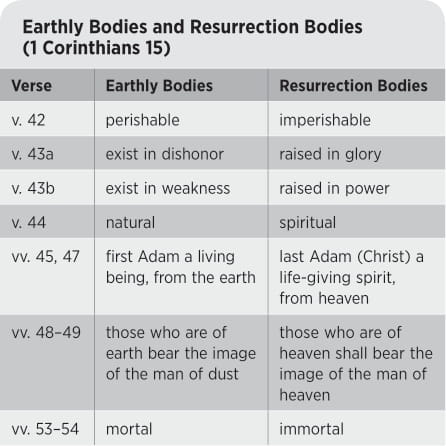 Earthly Bodies and Resurrection Bodies
(1 Corinthians 15)
Verse Earthly Bodies Resurrection Bodies
v. 42 perishable imperishable
v. 43a exist in dishonor raised in glory
v. 43b exist in weakness raised in power
v. 44 natural spiritual
vv. 45, 47 first Adam a living last Adam (Christ) a
being, from the earth life-giving spirit,
from heaven
vv. 48–49 those who are of those who are of
earth bear the image heaven shall bear the
of the man of dust image of the man of
heaven
vv. 53–54 mortal immortal